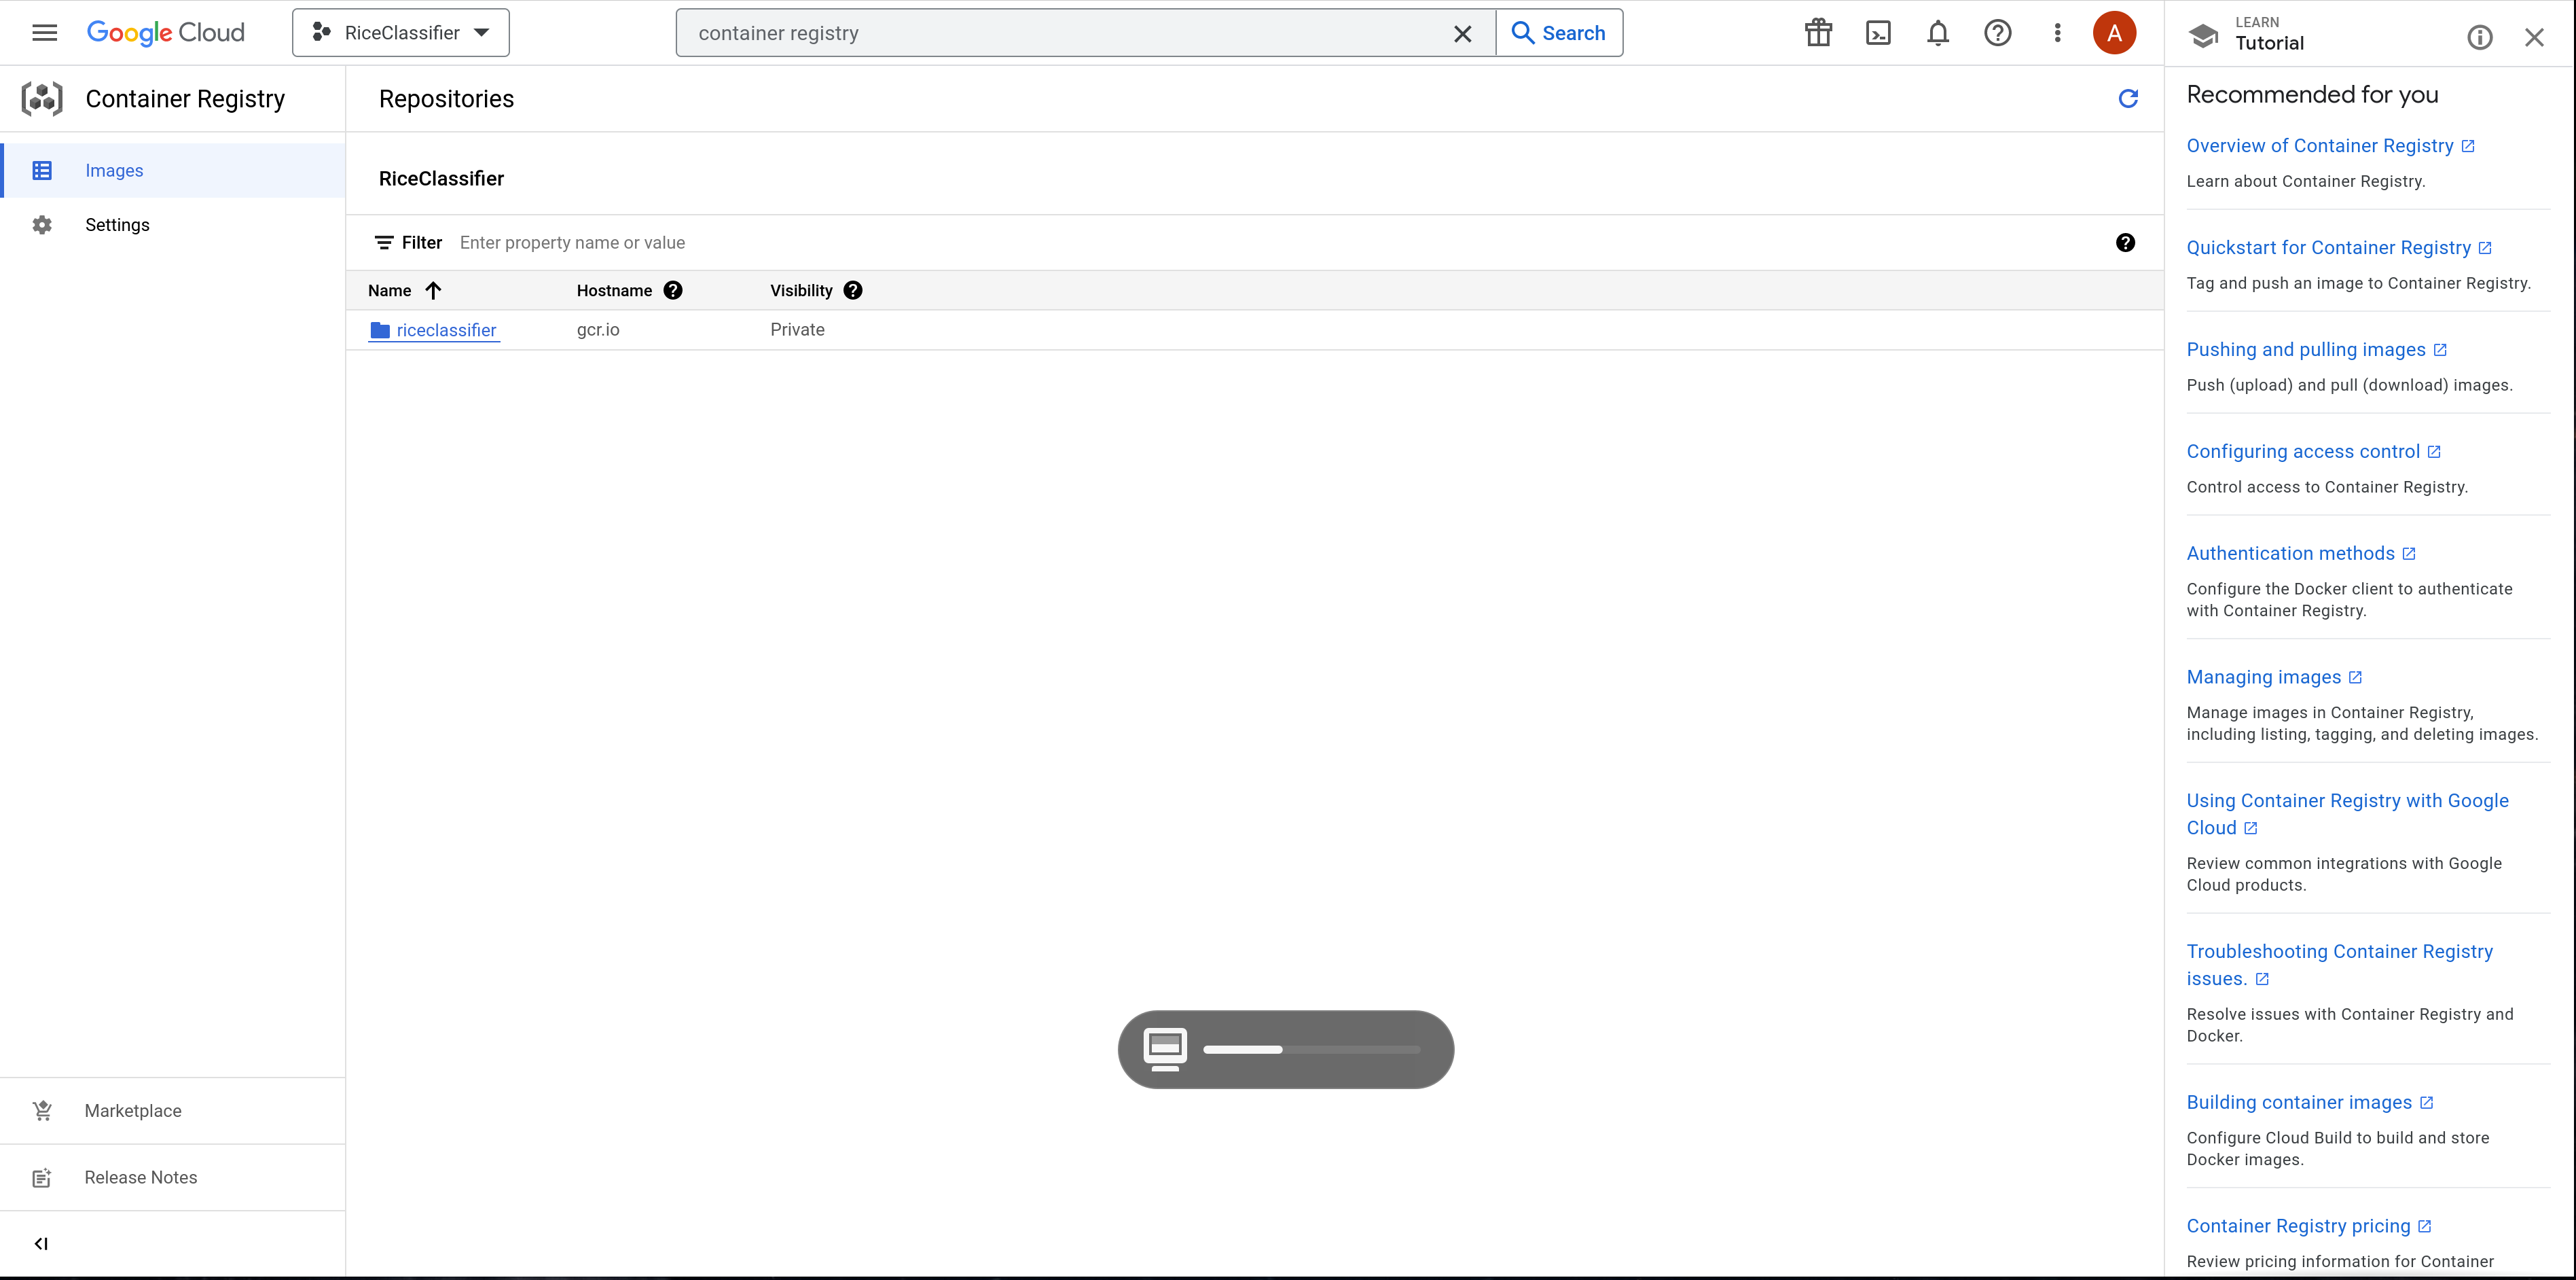 Google Cloud
RiceClassifier
container registry
Search
A
LEARN
Tutorial
Container Registry
Images
Settings
Marketplace
Release Notes
Repositories
RiceClassifier
Filter Enter property name or value
Name Hostname Visibility
riceclassifier gcr.io Private
Recommended for you
Overview of Container Registry
Learn about Container Registry.
Quickstart for Container Registry
Tag and push an image to Container Registry.
Pushing and pulling images
Push (upload) and pull (download) images.
Configuring access control
Control access to Container Registry.
Authentication methods
Configure the Docker client to authenticate
with Container Registry.
Managing images
Manage images in Container Registry,
including listing, tagging, and deleting images.
Using Container Registry with Google
Cloud
Review common integrations with Google
Cloud products.
Troubleshooting Container Registry
issues.
Resolve issues with Container Registry and
Docker.
Building container images
Configure Cloud Build to build and store
Docker images.
Container Registry pricing
Review pricing information for Container